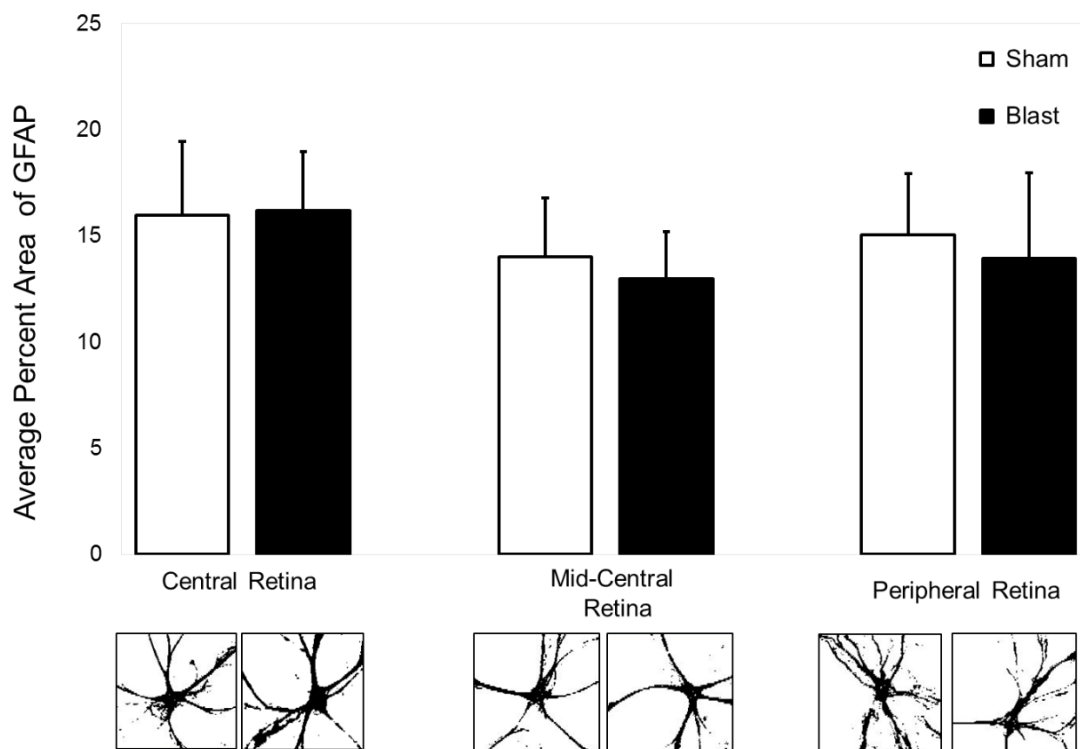 Average Percent Area of GFAP
25
20
15
10
5
0
Sham
Blast
Central Retina
Mid-Central
Retina
Peripheral Retina